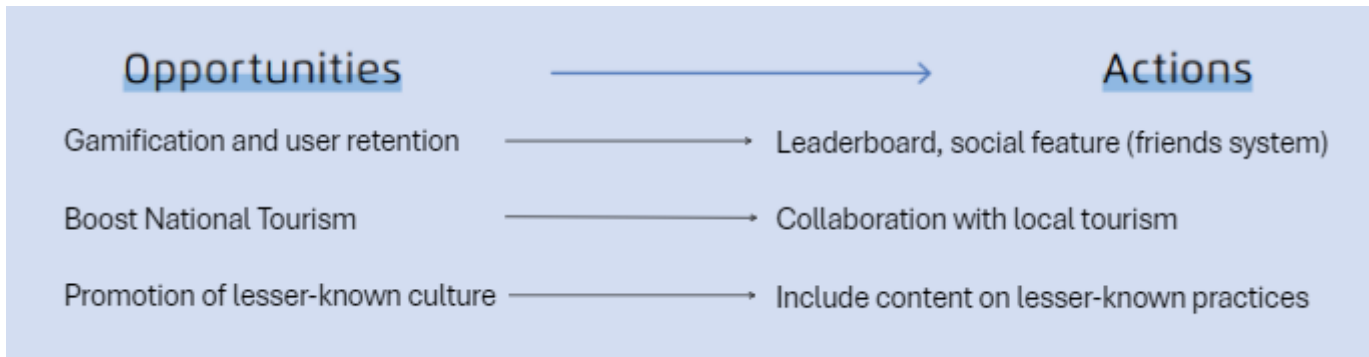 Opportunities Actions
Gamification and user retention Leaderboard, social feature (friends system)
Boost National Tourism Collaboration with local tourism
Promotion of lesser-known culture Include content on lesser-known practices